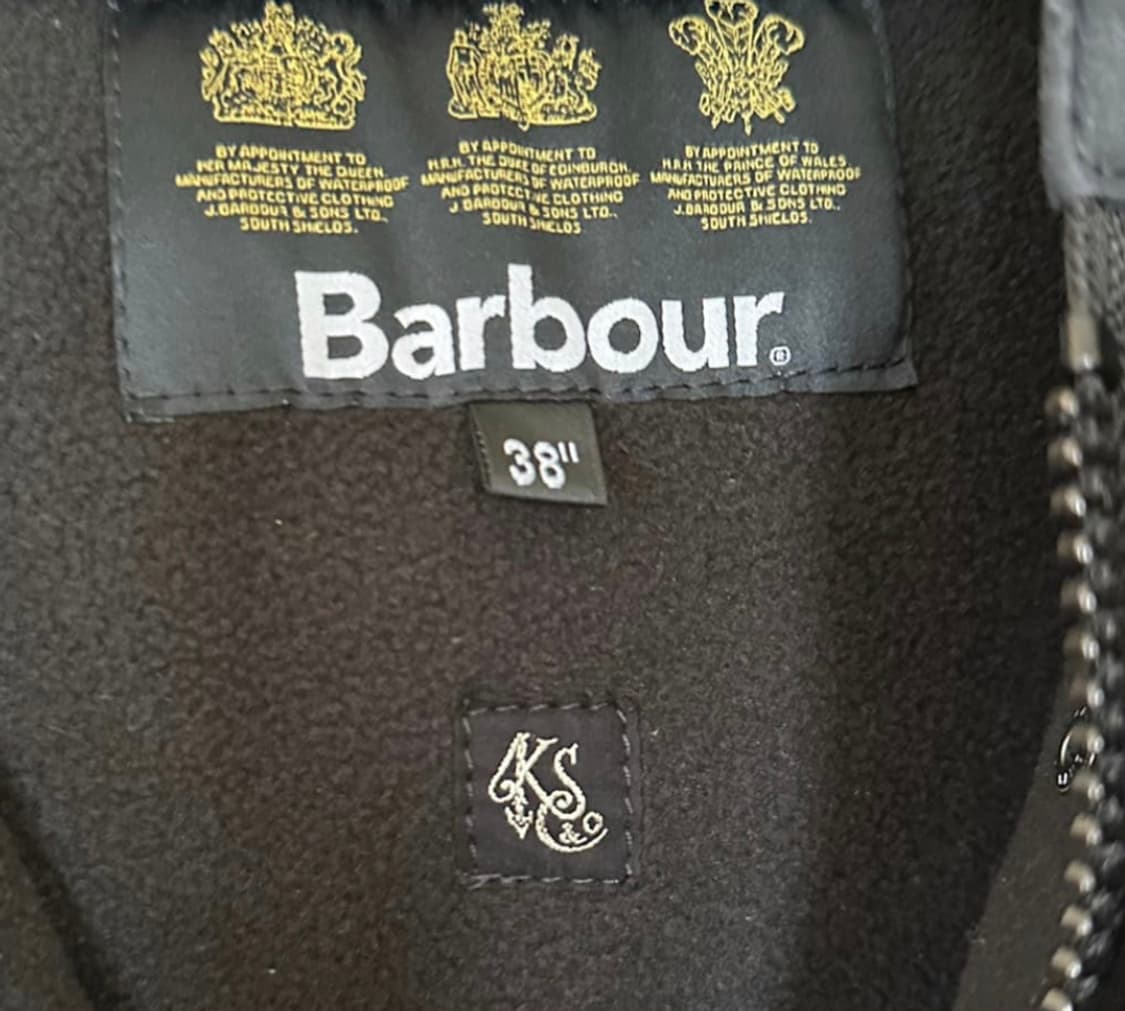 BY APPOINTMENT TO
HER MAJESTY THE QUEEN
MANUFACTURERS OF WATERPROOF
AND PROTECTIVE CLOTHING
J.BARBOUR & SONS LTD.,
SOUTH SHIELDS.
BY APPOINTMENT TO
H.R.H. THE DUKE OF EDINBURGH
MANUFACTURERS OF WATERPROOF
AND PROTECTIVE CLOTHING
J.BARBOUR & SONS LTD.,
SOUTH SHIELDS
BY APPOINTMENT TO
H.R.H THE PRINCE OF WALES
MANUFACTURERS OF WATERPROOF
AND PROTECTIVE CLOTHING
J.BARBOUR & SONS LTD.,
SOUTH SHIELDS.
Barbour®
38"
KS
&Co